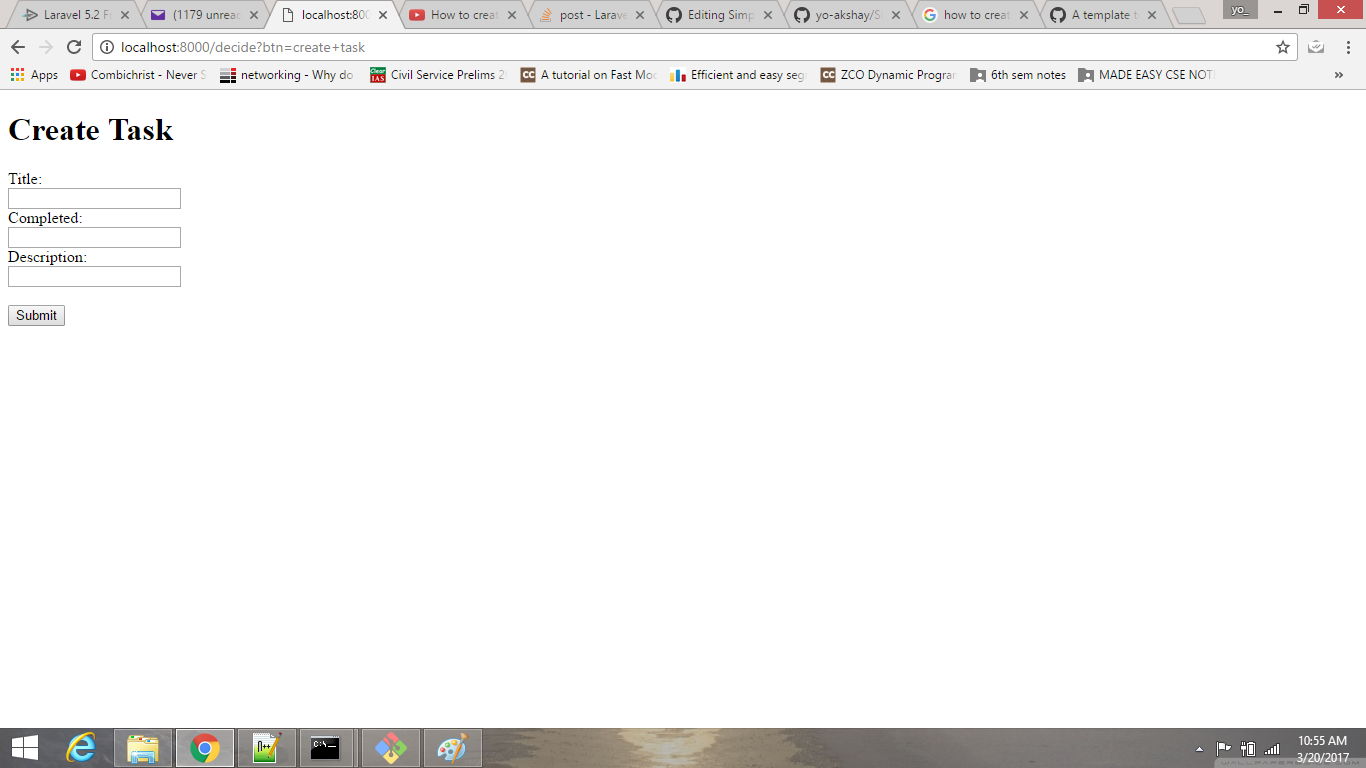 Laravel 5.2 F
(1179 unrea
localhost:800
How to creat
post - Larave
Editing Simp
yo-akshay/S
how to creat
A template t
yo_
localhost:8000/decide?btn=create+task
Apps
Combichrist - Never S
networking - Why do
Civil Service Prelims 2
A tutorial on Fast Mo
Efficient and easy seg
ZCO Dynamic Program
6th sem notes
MADE EASY CSE NOT
»
Create Task
Title:
Completed:
Description:
Submit
10:55 AM
3/20/2017